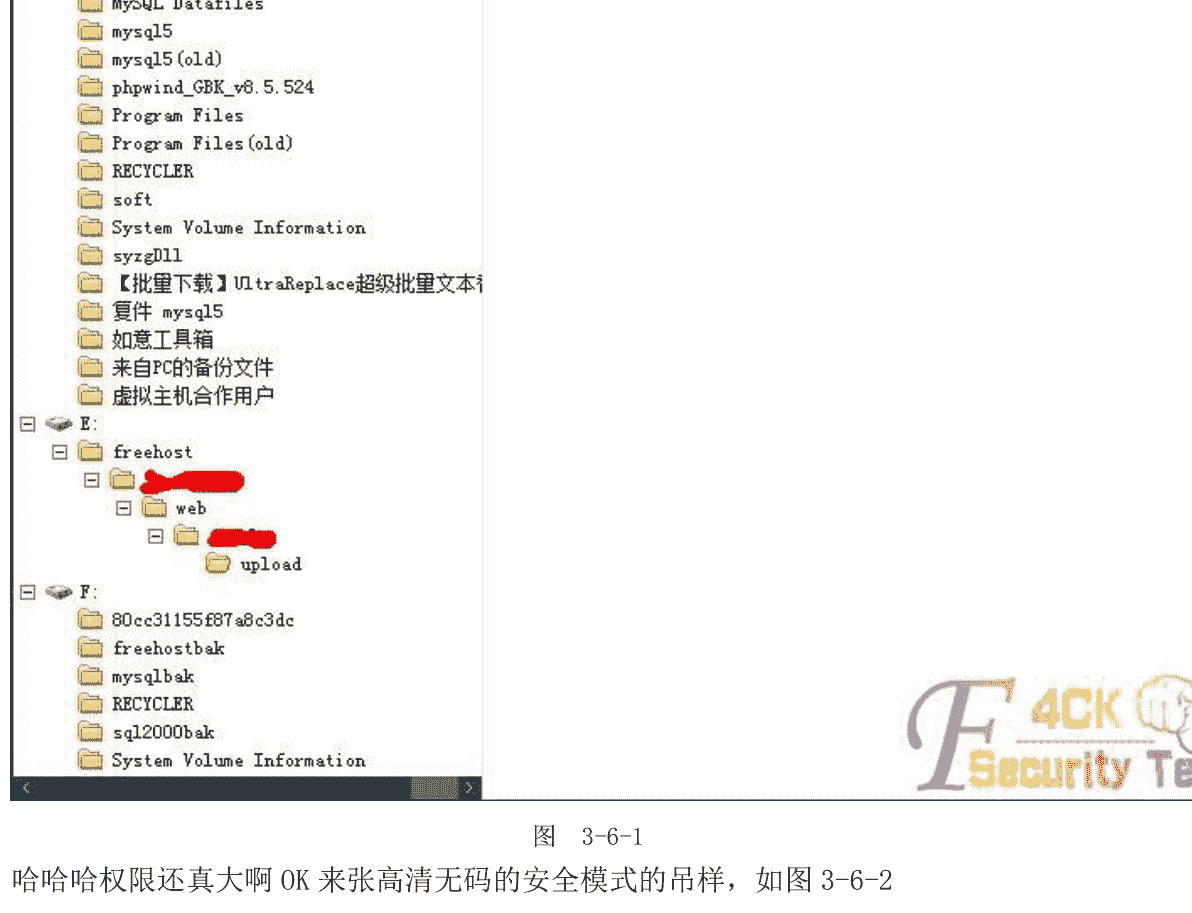 MySQL Datafiles
mysql5
mysql5(old)
phpwind_GBK_v8.5.524
Program Files
Program Files(old)
RECYCLER
soft
System Volume Information
syzgDll
【批量下载】UltraReplace超级批量文本
复件 mysql5
如意工具箱
来自PC的备份文件
虚拟主机合作用户
E:
freehost
web
upload
F:
80cc31155f87a8c3dc
freehostbak
mysqlbak
RECYCLER
sql2000bak
System Volume Information
F4CK
Security Te
图 3-6-1
哈哈哈权限还真大啊 OK 来张高清无码的安全模式的吊样，如图 3-6-2